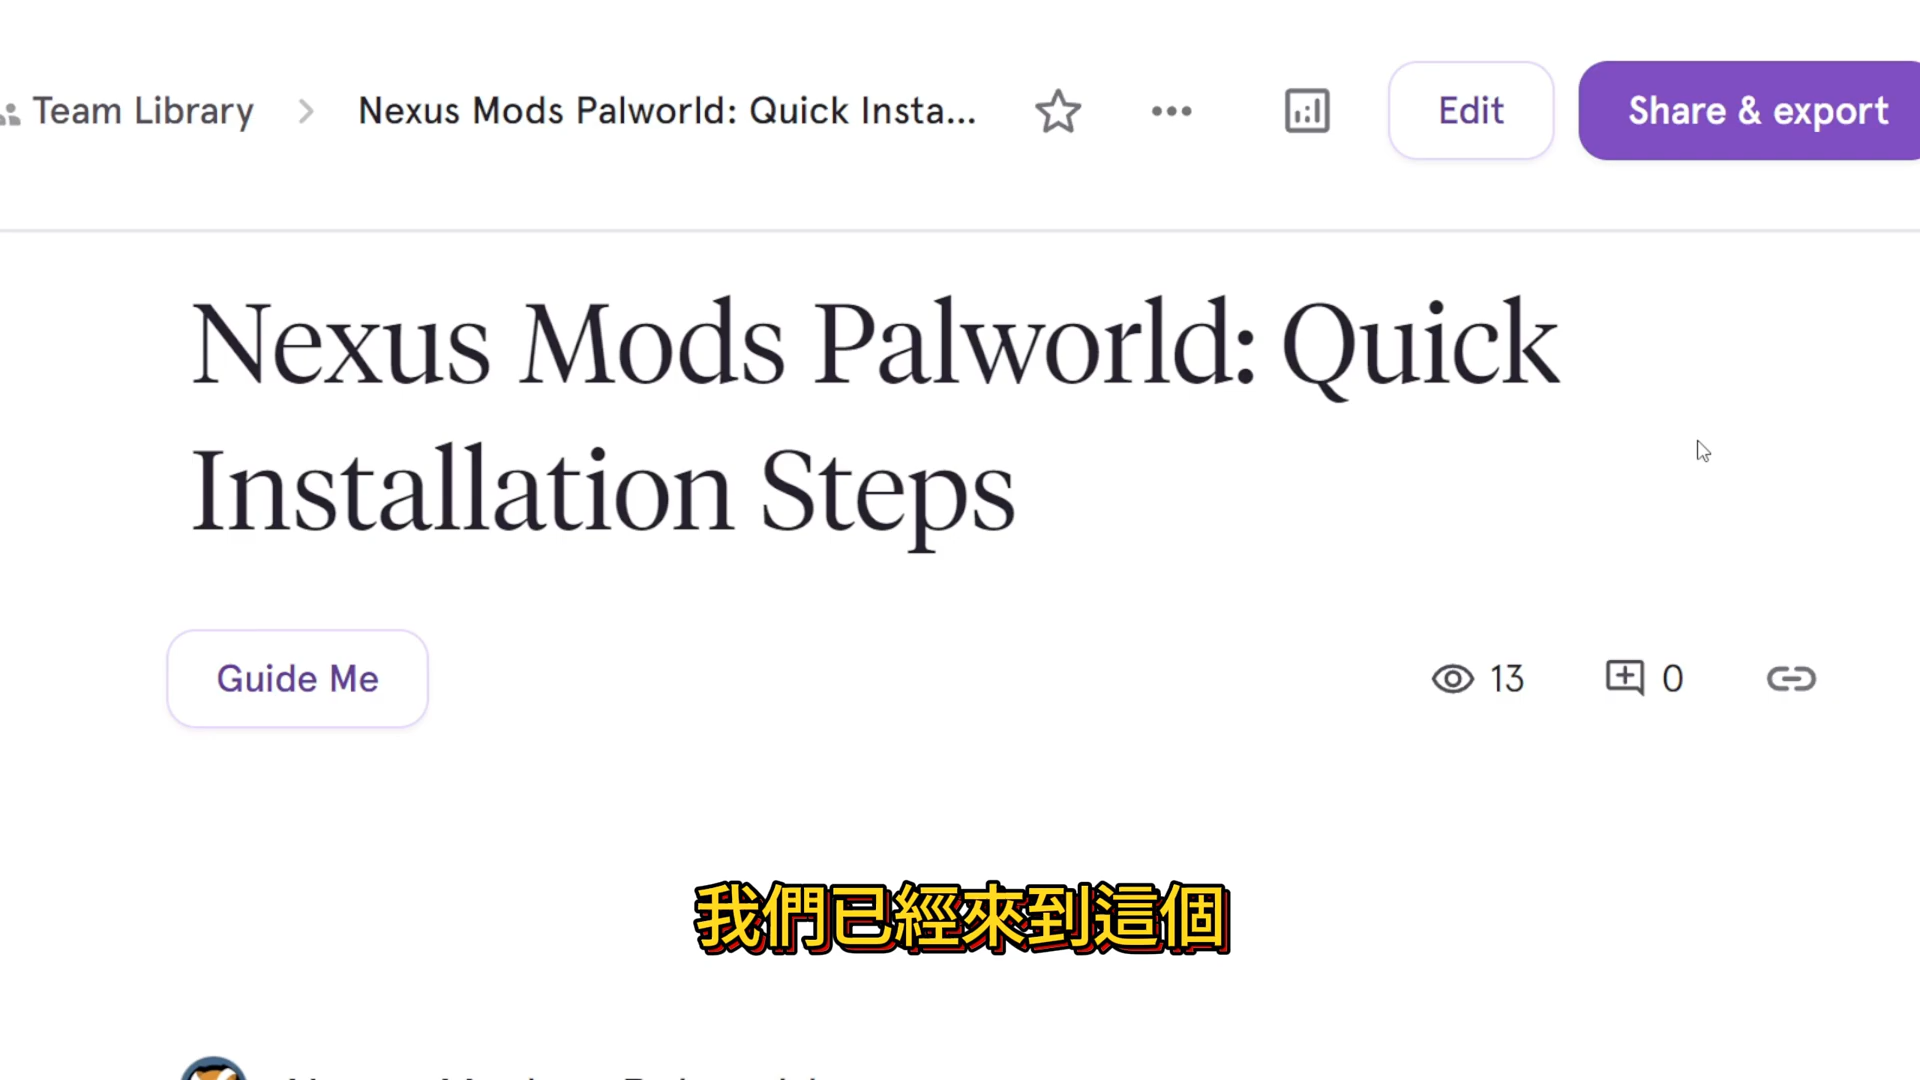 Team Library
Nexus Mods Palworld: Quick Insta...
Edit
Share & export
Nexus Mods Palworld: Quick
Installation Steps
Guide Me
13
0
我們已經來到這個